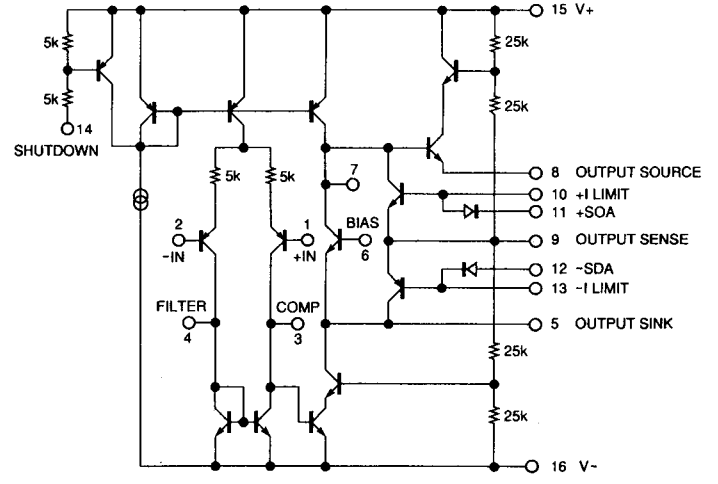 15 V+
5k
25k
5k
25k
14
SHUTDOWN
8 OUTPUT SOURCE
7
5k
5k
10 +I LIMIT
11 +SOA
2
1
BIAS
-IN
+IN
6
9 OUTPUT SENSE
12 ~SDA
13 -I LIMIT
FILTER
COMP
4
3
5 OUTPUT SINK
25k
25k
16 V~